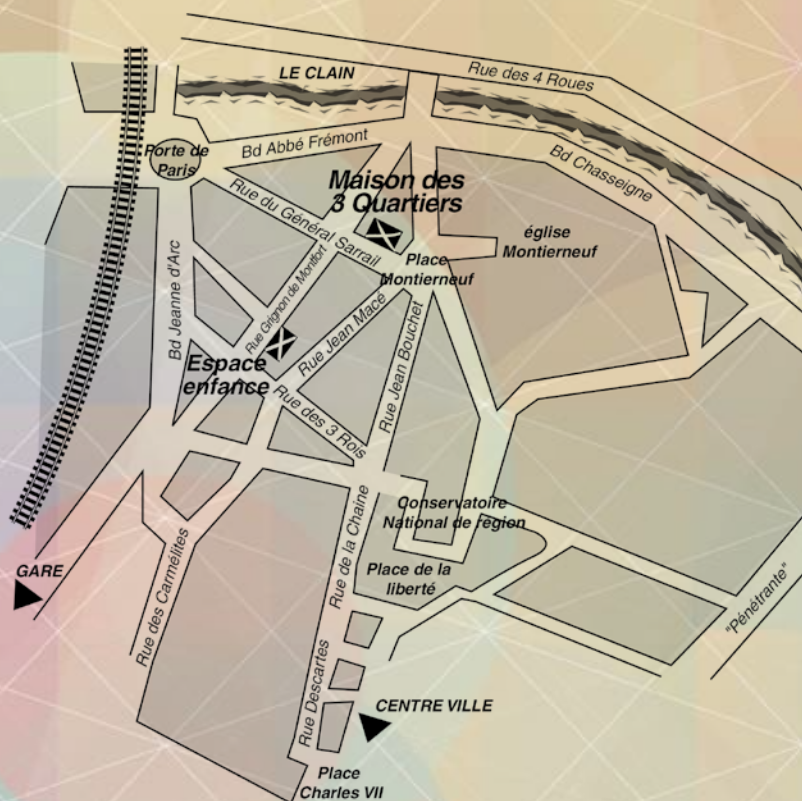 LE CLAIN
Rue des 4 Roues
Porte de
Paris
Bd Abbé Frémont
Bd Chasseigne
Maison des
3 Quartiers
Rue du Général Sarrail
église
Montierneuf
Place
Montierneuf
Bd Jeanne d'Arc
Rue Grignon de Montfort
Rue Jean Macé
Rue Jean Bouchet
Espace
enfance
Rue des 3 Rois
Conservatoire
National de région
Rue de la Chaine
Rue des Carmélites
GARE
Place de la
liberté
"Pénétrante"
Rue Descartes
CENTRE VILLE
Place
Charles VII